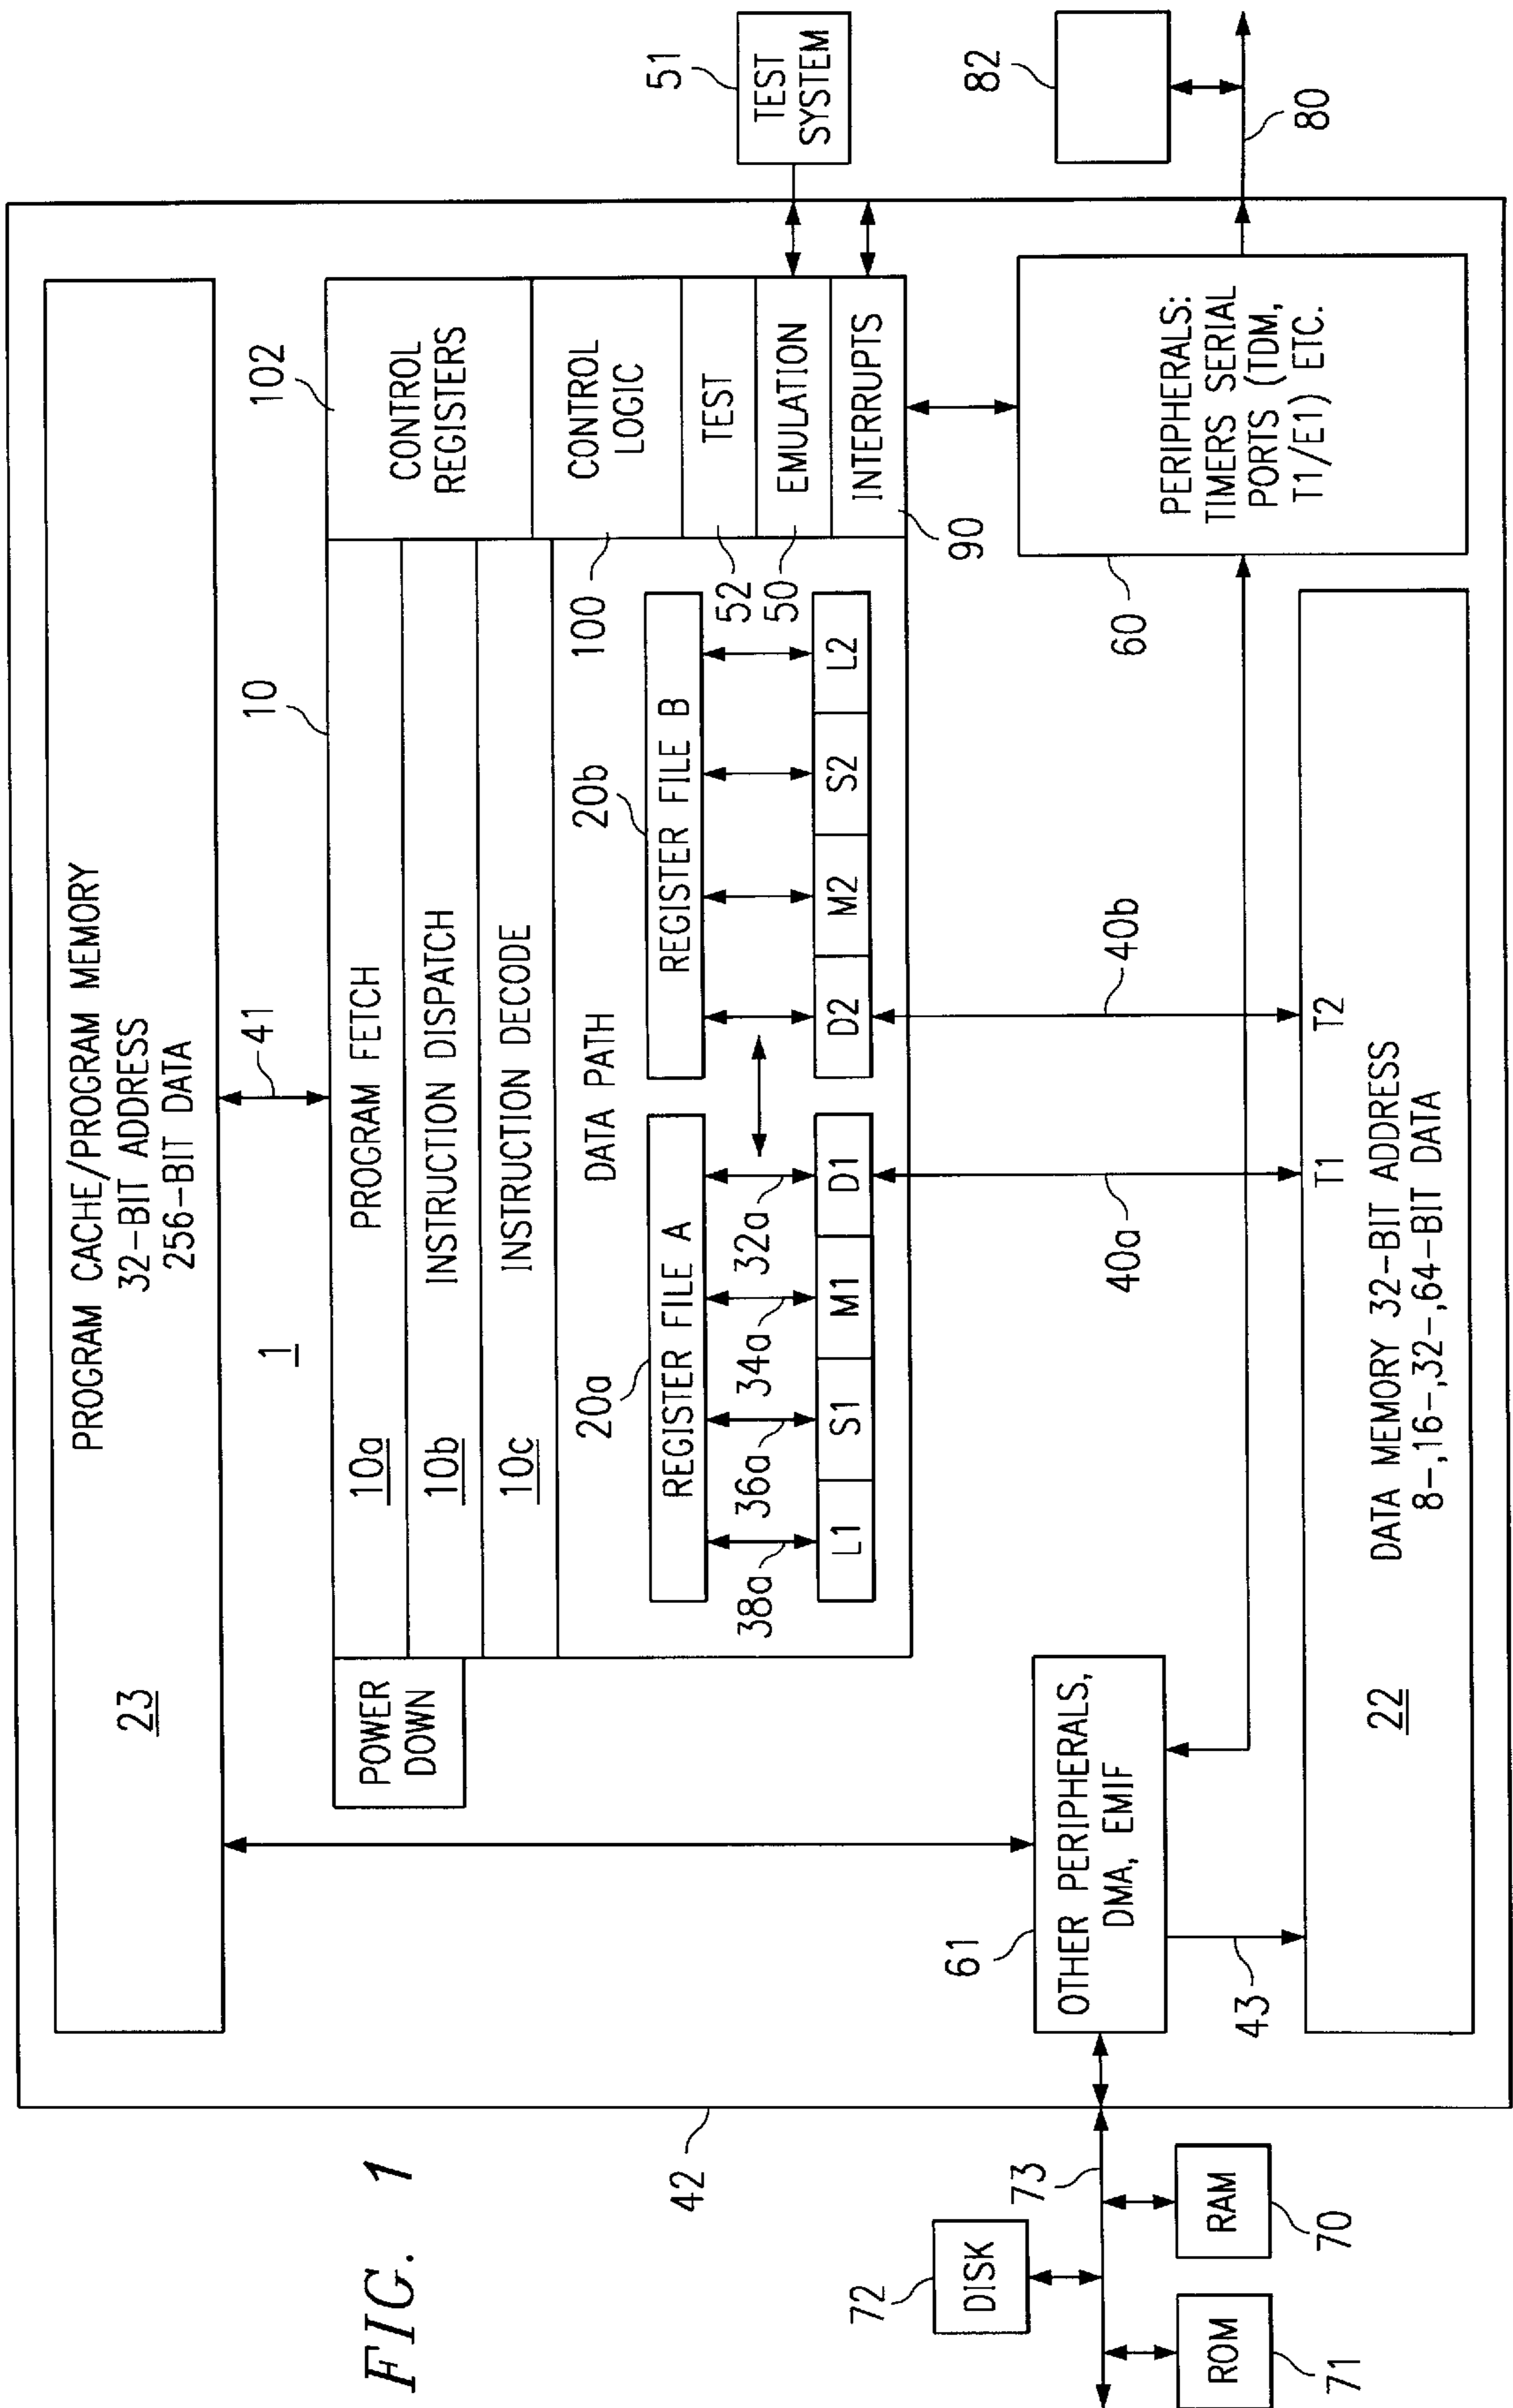 FIG. 1
PROGRAM CACHE/PROGRAM MEMORY
32-BIT ADDRESS
256-BIT DATA
23
41
1
10
102
POWER
DOWN
10a
PROGRAM FETCH
10b
INSTRUCTION DISPATCH
10c
INSTRUCTION DECODE
DATA PATH
CONTROL
REGISTERS
CONTROL
LOGIC
TEST
EMULATION
INTERRUPTS
100
52
50
90
51
TEST
SYSTEM
20a
20b
REGISTER FILE A
REGISTER FILE B
38a
36a
34a
32a
L1
S1
M1
D1
D2
M2
S2
L2
42
72
DISK
73
ROM
71
RAM
70
61
OTHER PERIPHERALS,
DMA, EMIF
43
40a
40b
60
PERIPHERALS:
TIMERS SERIAL
PORTS (TDM,
T1/E1) ETC.
82
80
T1
T2
22
DATA MEMORY 32-BIT ADDRESS
8-,16-,32-,64-BIT DATA